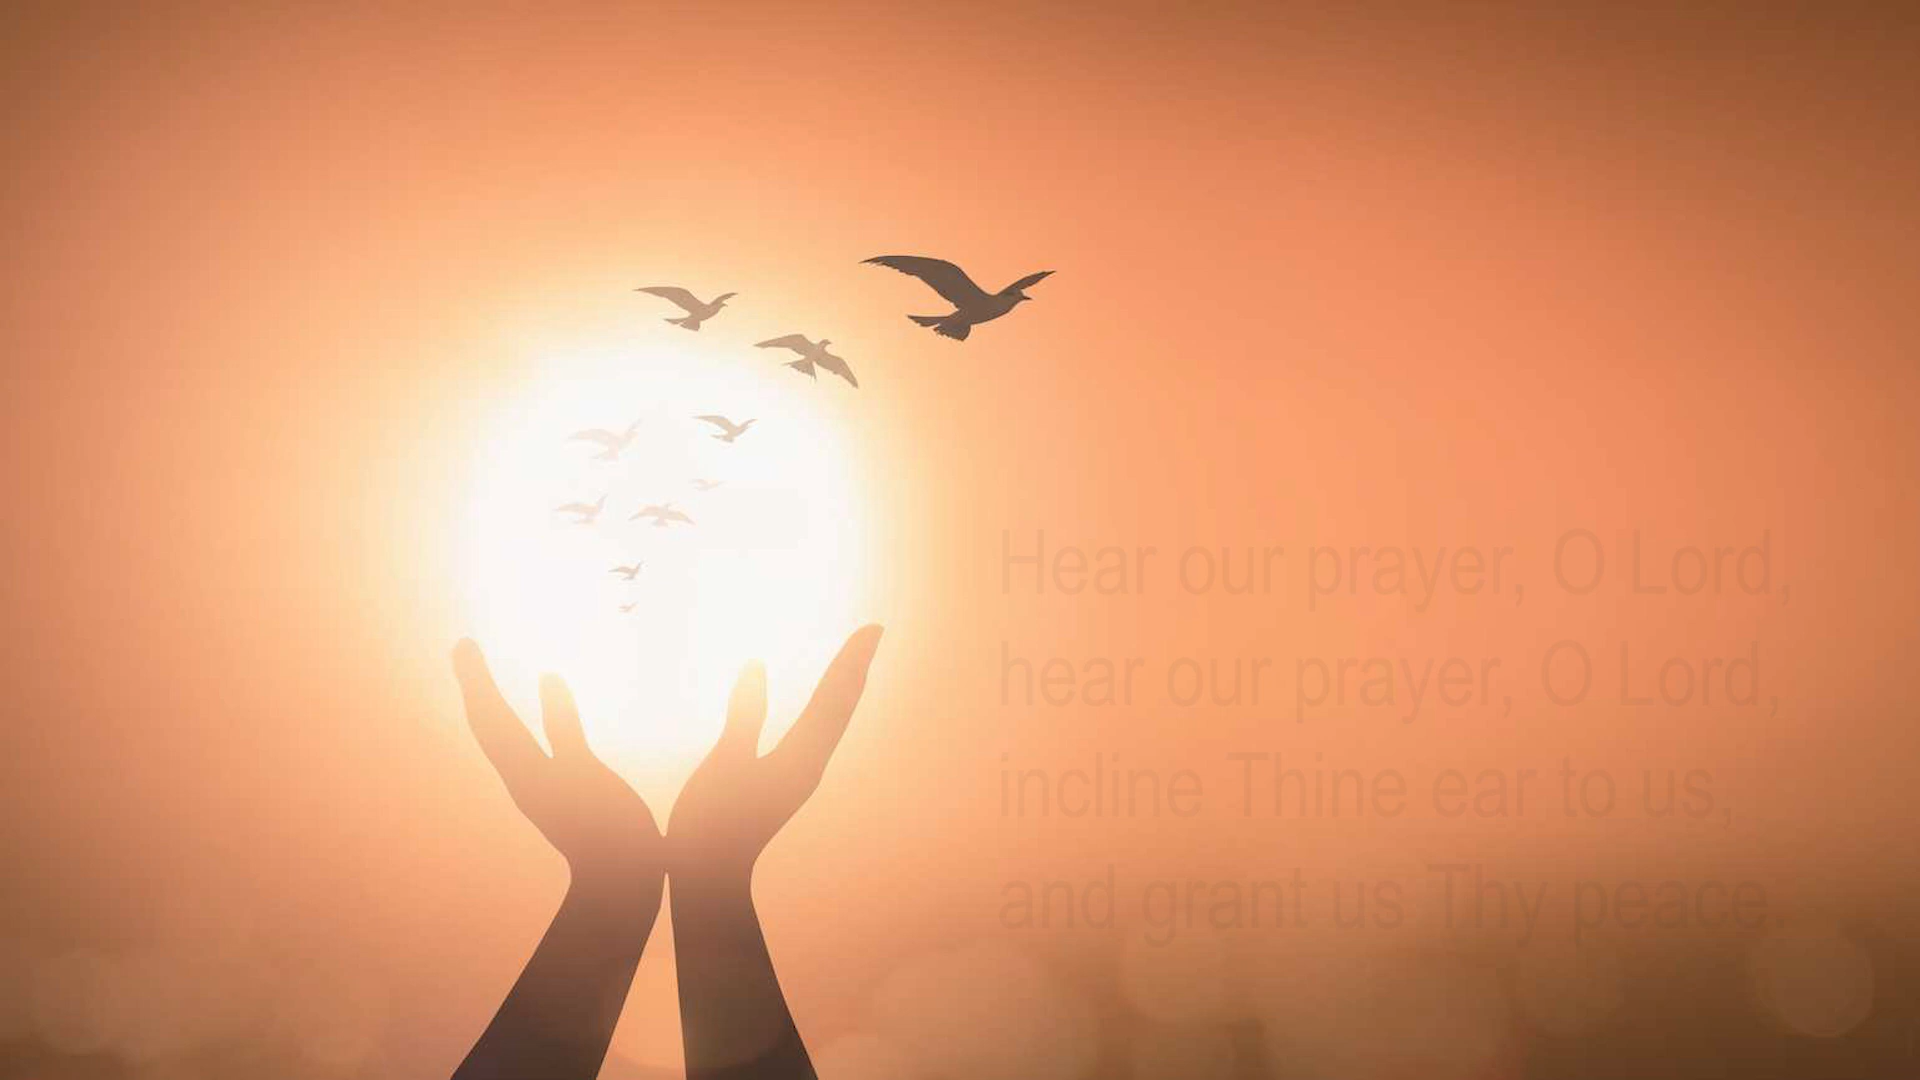 Hear our prayer, O Lord,
hear our prayer, O Lord,
incline Thine ear to us,
and grant us Thy peace.